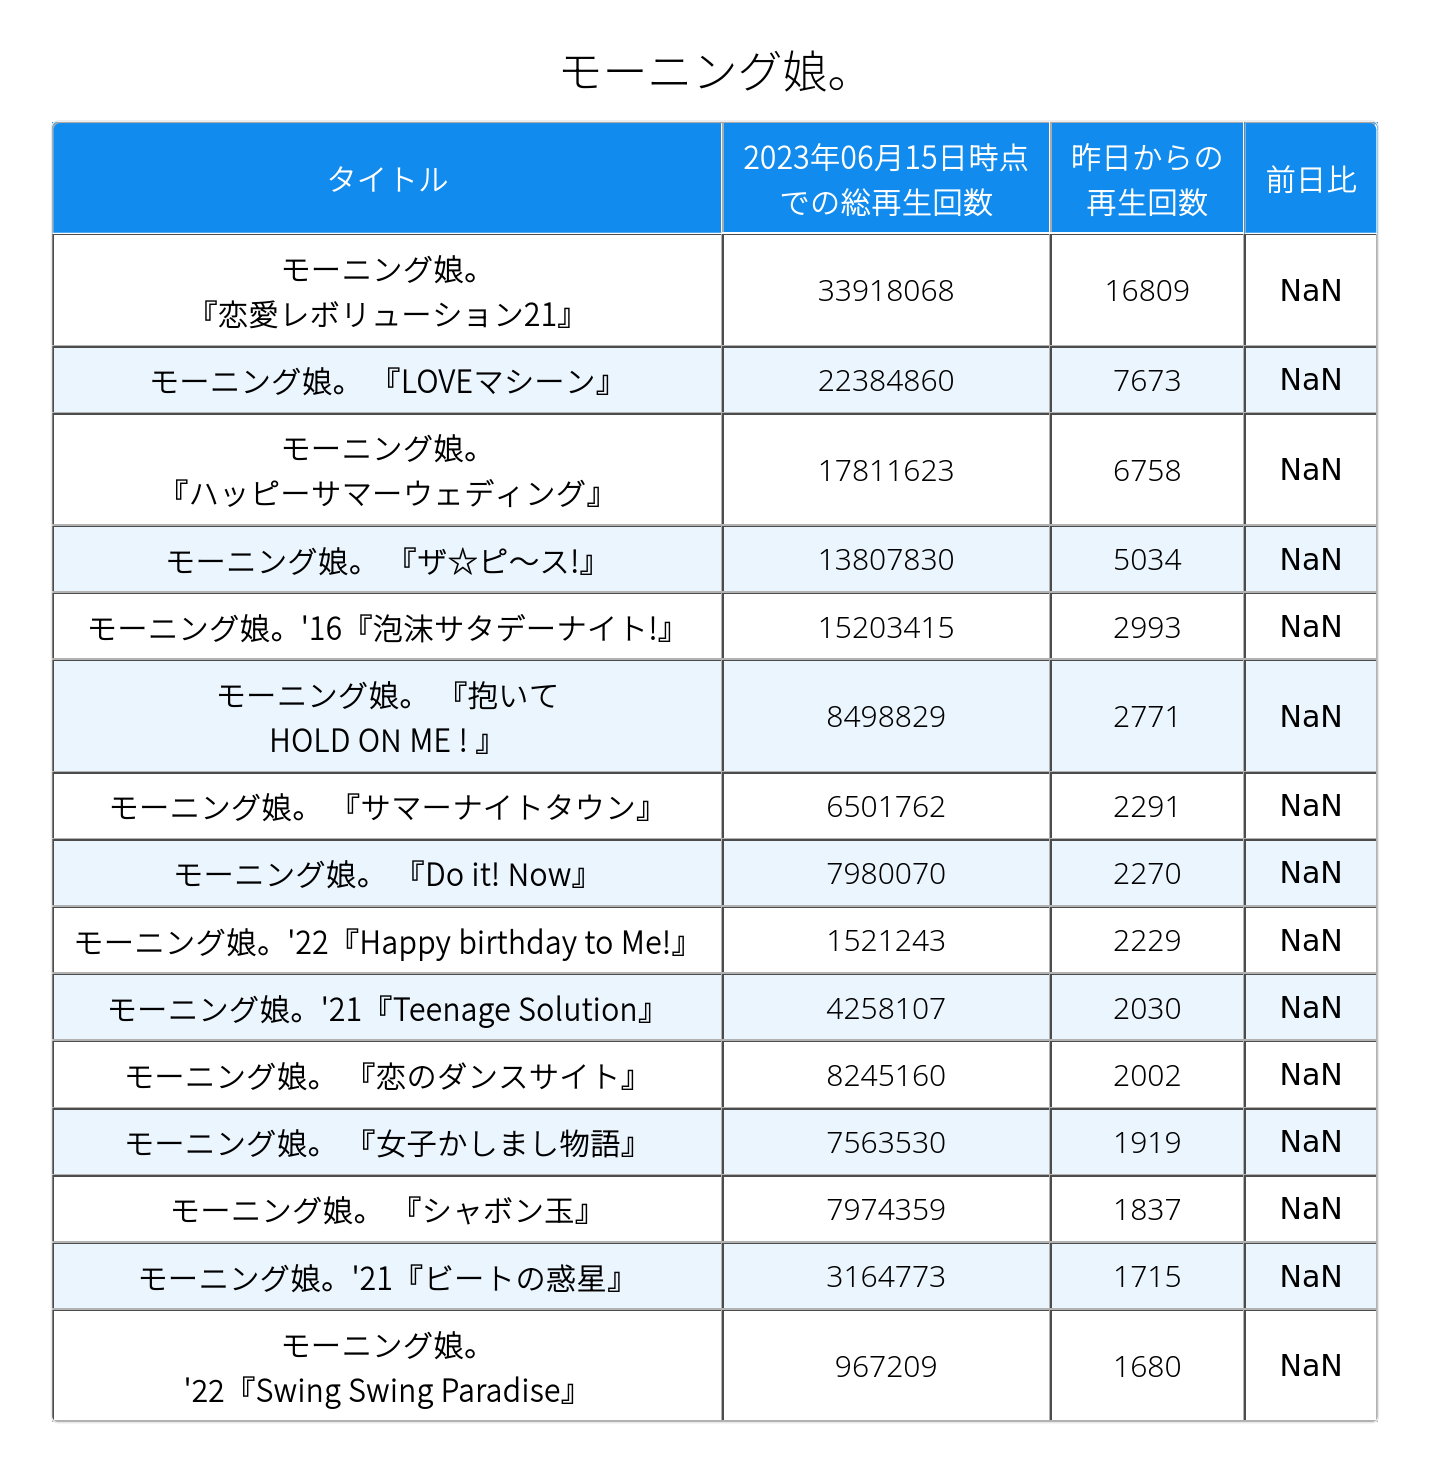 モーニング娘。
タイトル
2023年06月15日時点
での総再生回数
昨日からの
再生回数
前日比
モーニング娘。
『恋愛レボリューション21』
33918068
16809
NaN
モーニング娘。 『LOVEマシーン』
22384860
7673
NaN
モーニング娘。
『ハッピーサマーウェディング』
17811623
6758
NaN
モーニング娘。 『ザ☆ピ～ス!』
13807830
5034
NaN
モーニング娘。'16『泡沫サタデーナイト!』
15203415
2993
NaN
モーニング娘。 『抱いて
HOLD ON ME ! 』
8498829
2771
NaN
モーニング娘。 『サマーナイトタウン』
6501762
2291
NaN
モーニング娘。 『Do it! Now』
7980070
2270
NaN
モーニング娘。'22『Happy birthday to Me!』
1521243
2229
NaN
モーニング娘。'21『Teenage Solution』
4258107
2030
NaN
モーニング娘。 『恋のダンスサイト』
8245160
2002
NaN
モーニング娘。 『女子かしまし物語』
7563530
1919
NaN
モーニング娘。 『シャボン玉』
7974359
1837
NaN
モーニング娘。'21『ビートの惑星』
3164773
1715
NaN
モーニング娘。
'22『Swing Swing Paradise』
967209
1680
NaN